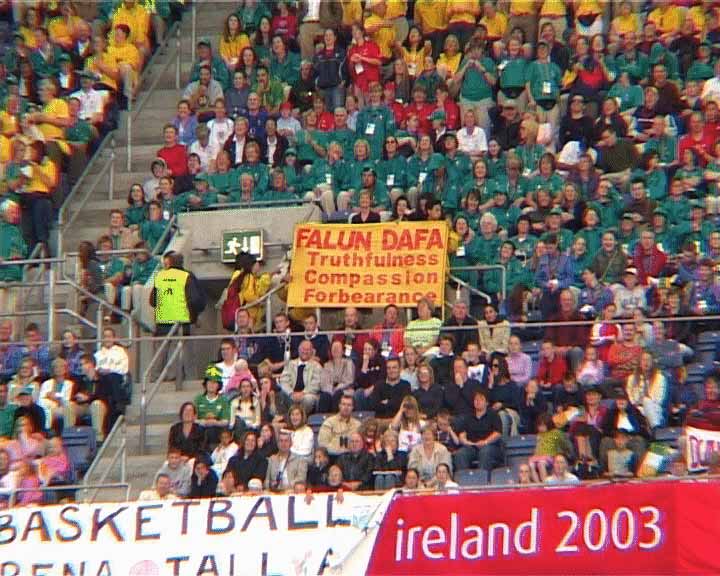 FALUN DAFA
Truthfulness
Compassion
Forbearance
BASKETBALL
ireland 2003